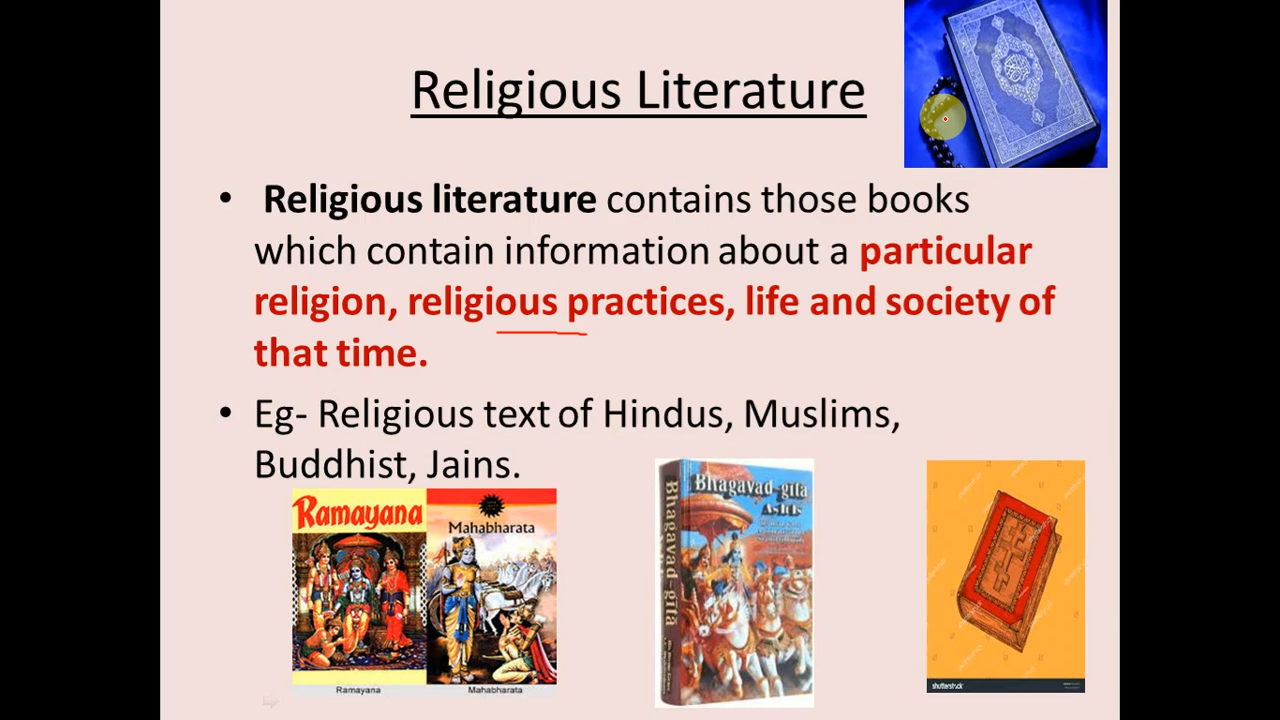 Religious Literature
• Religious literature contains those books
which contain information about a particular
religion, religious practices, life and society of
that time.
• Eg- Religious text of Hindus, Muslims,
Buddhist, Jains.
Ramayana
Mahabharata
Ramayana
Mahabharata
Bhagavad-gita
As It Is
Bhagavad-gita
shutterstock